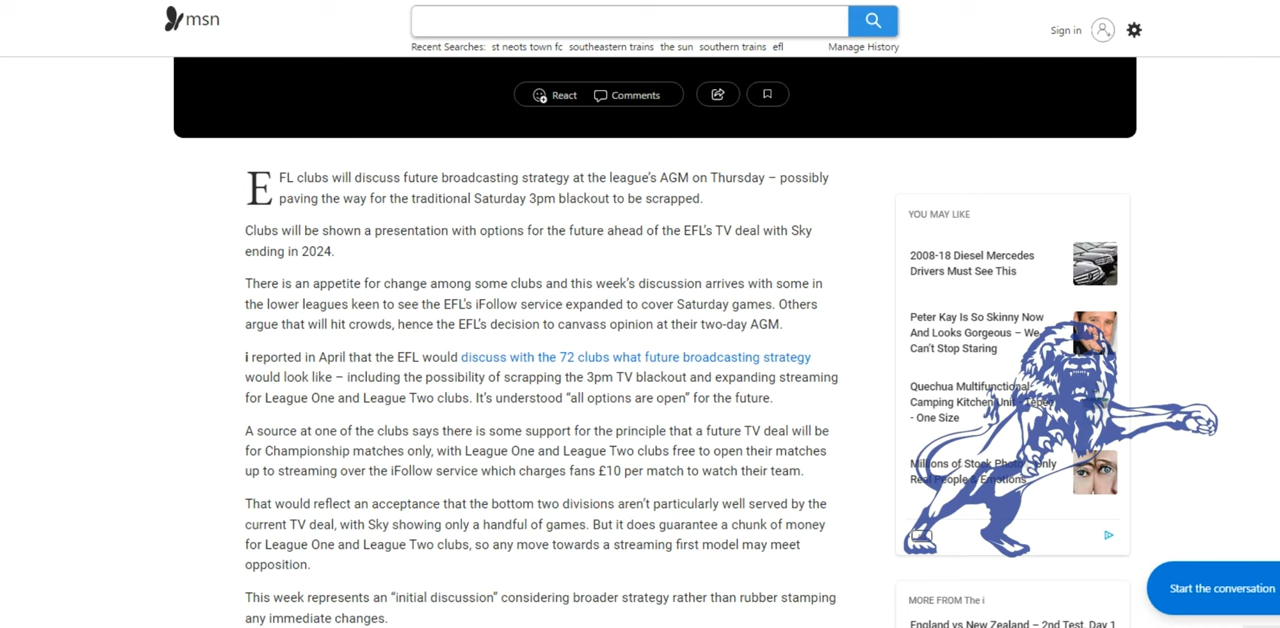 msn
Sign in
Recent Searches: st neots town fc southeastern trains the sun southern trains efl Manage History
React Comments
EFL clubs will discuss future broadcasting strategy at the league's AGM on Thursday – possibly
paving the way for the traditional Saturday 3pm blackout to be scrapped.
Clubs will be shown a presentation with options for the future ahead of the EFL's TV deal with Sky
ending in 2024.
There is an appetite for change among some clubs and this week's discussion arrives with some in
the lower leagues keen to see the EFL's iFollow service expanded to cover Saturday games. Others
argue that will hit crowds, hence the EFL's decision to canvass opinion at their two-day AGM.
i reported in April that the EFL would discuss with the 72 clubs what future broadcasting strategy
would look like – including the possibility of scrapping the 3pm TV blackout and expanding streaming
for League One and League Two clubs. It's understood “all options are open” for the future.
A source at one of the clubs says there is some support for the principle that a future TV deal will be
for Championship matches only, with League One and League Two clubs free to open their matches
up to streaming over the iFollow service which charges fans £10 per match to watch their team.
That would reflect an acceptance that the bottom two divisions aren't particularly well served by the
current TV deal, with Sky showing only a handful of games. But it does guarantee a chunk of money
for League One and League Two clubs, so any move towards a streaming first model may meet
opposition.
This week represents an “initial discussion” considering broader strategy rather than rubber stamping
any immediate changes.
YOU MAY LIKE
2008-18 Diesel Mercedes
Drivers Must See This
Peter Kay Is So Skinny Now
And Looks Gorgeous – We
Can't Stop Staring
Quechua Multifunctional
Camping Kitchen Unit -
- One Size
Millions of Stock Photo Only
Real People & Emotions
MORE FROM The i
England vs New Zealand – 2nd Test, Day 1
Start the conversation